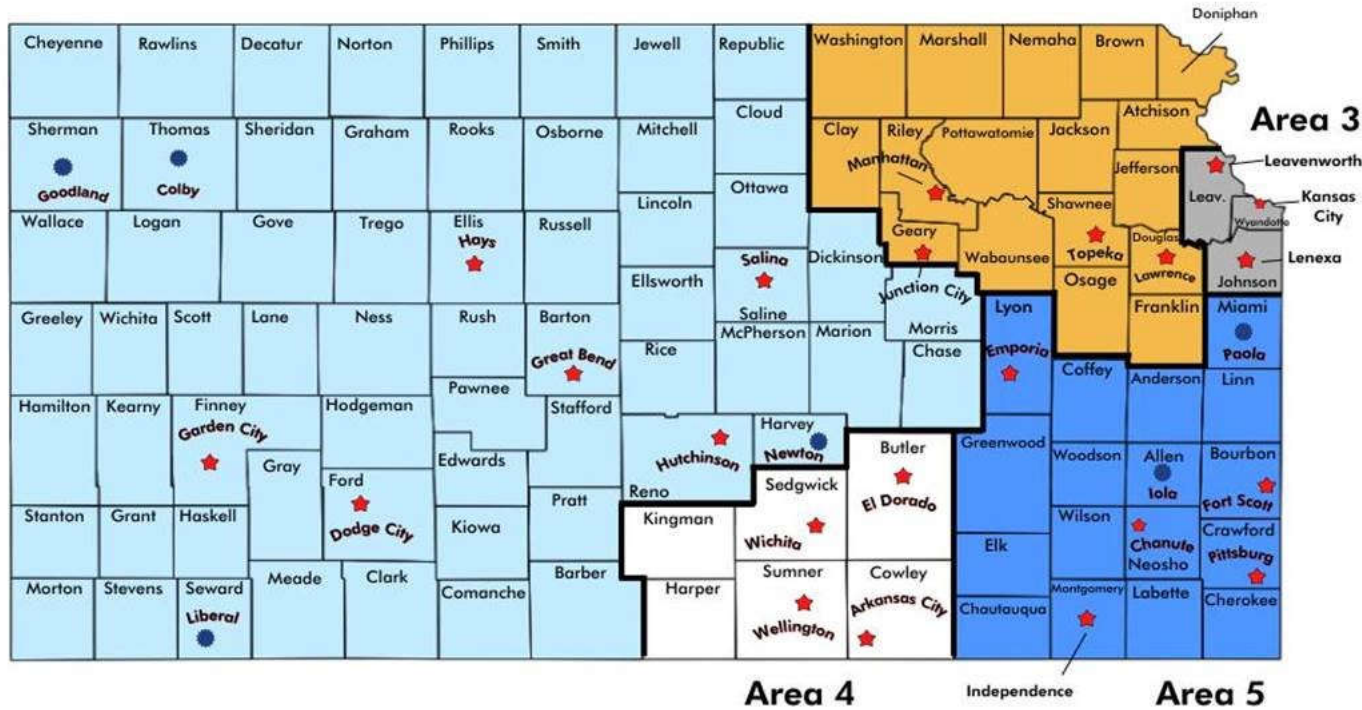 Doniphan
Cheyenne
Rawlins
Decatur
Norton
Phillips
Smith
Jewell
Republic
Washington
Marshall
Nemaha
Brown
Cloud
Atchison
Area 3
Sherman
Thomas
Sheridan
Graham
Rooks
Osborne
Mitchell
Clay
Riley
Pottawatomie
Jackson
Goodland
Colby
Manhattan
Jefferson
Leavenworth
Ottawa
Lincoln
Leav.
Kansas
City
Wyandotte
Wallace
Logan
Gove
Trego
Ellis
Hays
Russell
Shawnee
Topeka
Geary
Douglas
Lawrence
Salina
Saline
Dickinson
Wabaunsee
Lenexa
Johnson
Ellsworth
Junction City
Osage
Franklin
Greeley
Wichita
Scott
Lane
Ness
Rush
Barton
Great Bend
Rice
McPherson
Marion
Morris
Chase
Lyon
Emporia
Miami
Paola
Coffey
Anderson
Linn
Pawnee
Hamilton
Kearny
Finney
Garden City
Hodgeman
Stafford
Edwards
Hutchinson
Reno
Harvey
Newton
Butler
El Dorado
Greenwood
Woodson
Allen
Iola
Bourbon
Fort Scott
Gray
Ford
Dodge City
Pratt
Kiowa
Stanton
Grant
Haskell
Kingman
Sedgwick
Wichita
Wilson
Chanute
Neosho
Crawford
Pittsburg
Elk
Morton
Stevens
Seward
Liberal
Meade
Clark
Comanche
Barber
Harper
Sumner
Wellington
Cowley
Arkansas City
Chautauqua
Montgomery
Labette
Cherokee
Area 4
Independence
Area 5